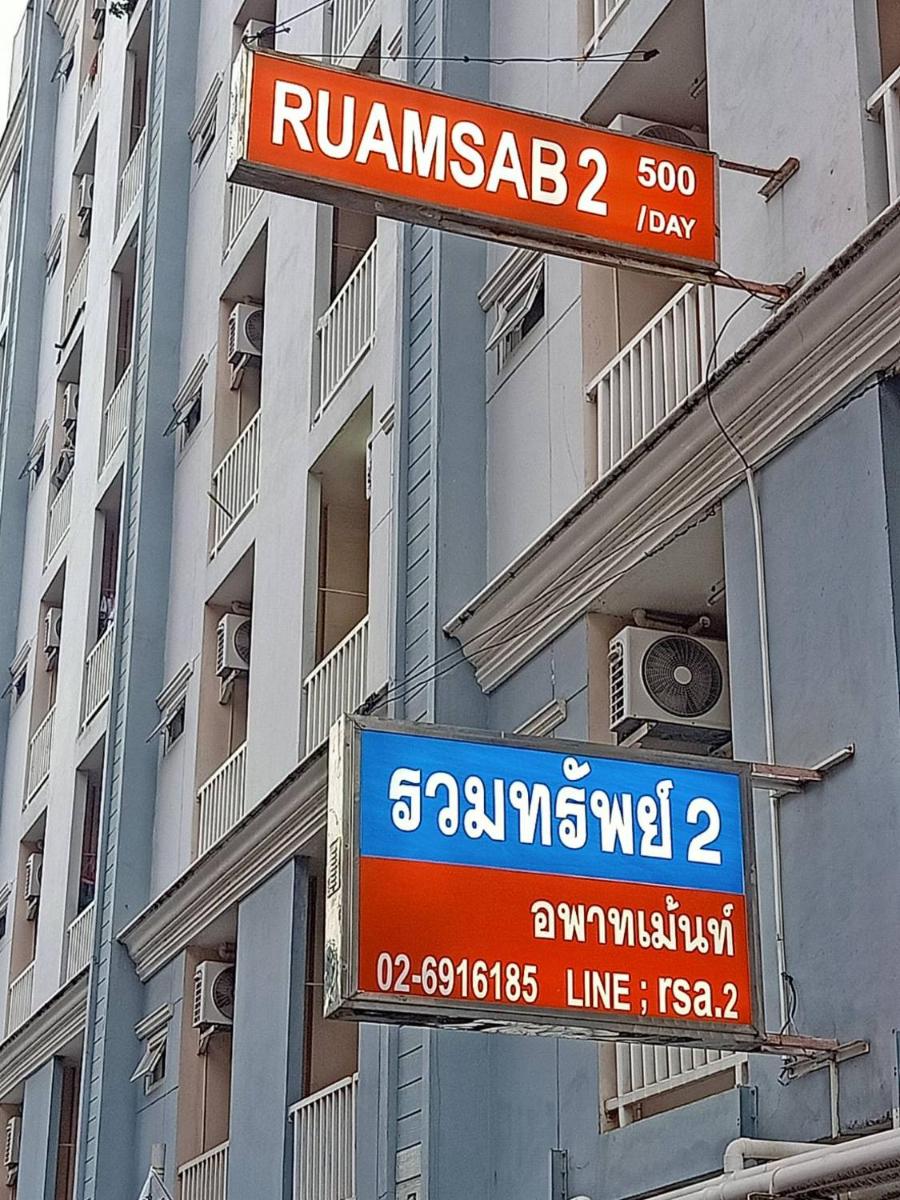 RUAMSAB 2
500
/DAY
รวมทรัพย์ 2
อพาทเม้นท์
02-6916185 LINE ; rsa.2